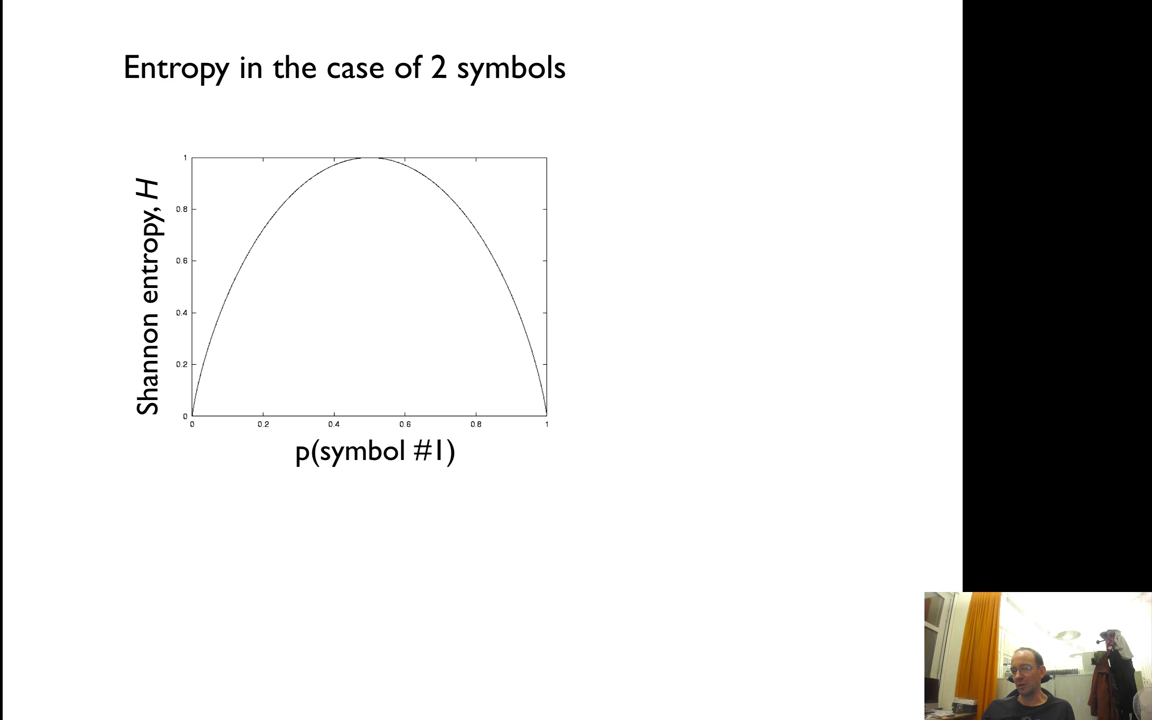 Entropy in the case of 2 symbols
Shannon entropy, H
1
0.8
0.6
0.4
0.2
0
0 0.2 0.4 0.6 0.8 1
p(symbol #1)